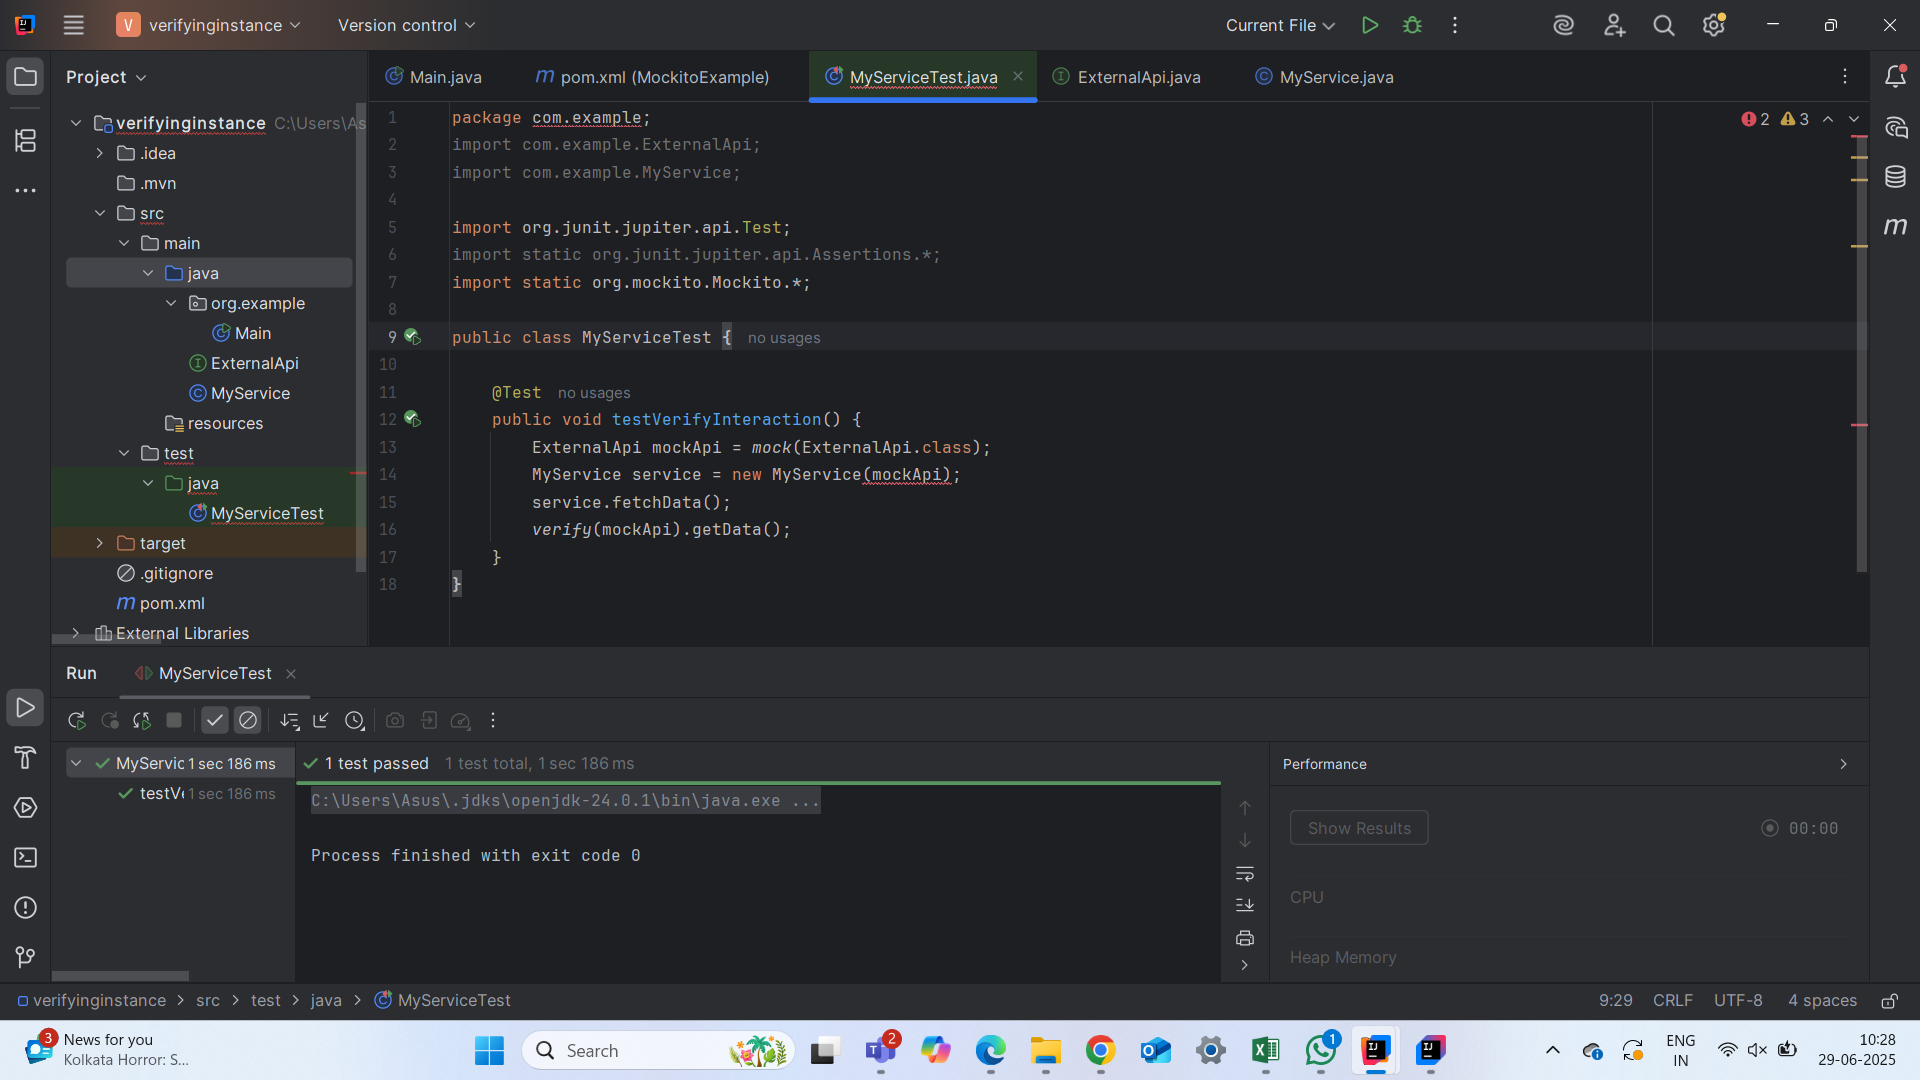 V verifyinginstance Version control Current File
Project
Main.java m pom.xml (MockitoExample) MyServiceTest.java ExternalApi.java MyService.java
verifyinginstance C:\Users\As
.idea
.mvn
src
main
java
org.example
Main
ExternalApi
MyService
resources
test
java
MyServiceTest
target
.gitignore
m pom.xml
External Libraries
2 3
1 package com.example;
2 import com.example.ExternalApi;
3 import com.example.MyService;
4
5 import org.junit.jupiter.api.Test;
6 import static org.junit.jupiter.api.Assertions.*;
7 import static org.mockito.Mockito.*;
8
9 public class MyServiceTest { no usages
10
11 @Test no usages
12 public void testVerifyInteraction() {
13 ExternalApi mockApi = mock(ExternalApi.class);
14 MyService service = new MyService(mockApi);
15 service.fetchData();
16 verify(mockApi).getData();
17 }
18 }
m
Run MyServiceTest
MyServic 1 sec 186 ms
testVe 1 sec 186 ms
1 test passed 1 test total, 1 sec 186 ms
C:\Users\Asus\.jdks\openjdk-24.0.1\bin\java.exe ...
Process finished with exit code 0
Performance
Show Results 00:00
CPU
Heap Memory
verifyinginstance > src > test > java > MyServiceTest 9:29 CRLF UTF-8 4 spaces
3 News for you
Kolkata Horror: S...
Search
2
1
ENG
IN
10:28
29-06-2025